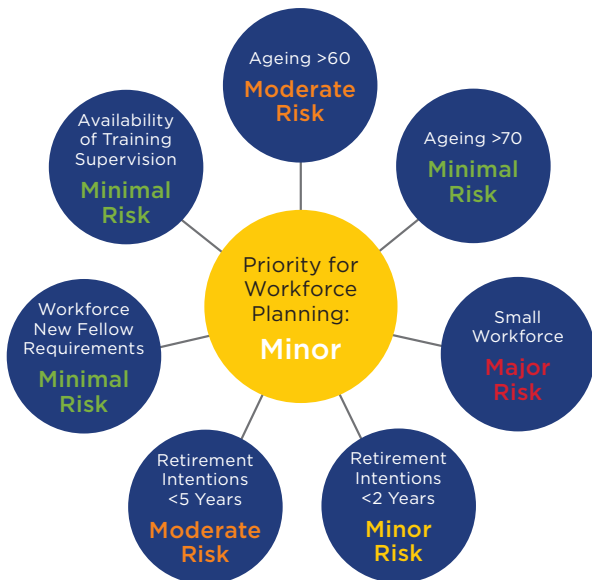 Ageing >60
Moderate
Risk
Ageing >70
Minimal
Risk
Small
Workforce
Major
Risk
Retirement
Intentions
<2 Years
Minor
Risk
Retirement
Intentions
<5 Years
Moderate
Risk
Workforce
New Fellow
Requirements
Minimal
Risk
Availability
of Training
Supervision
Minimal
Risk
Priority for
Workforce
Planning:
Minor